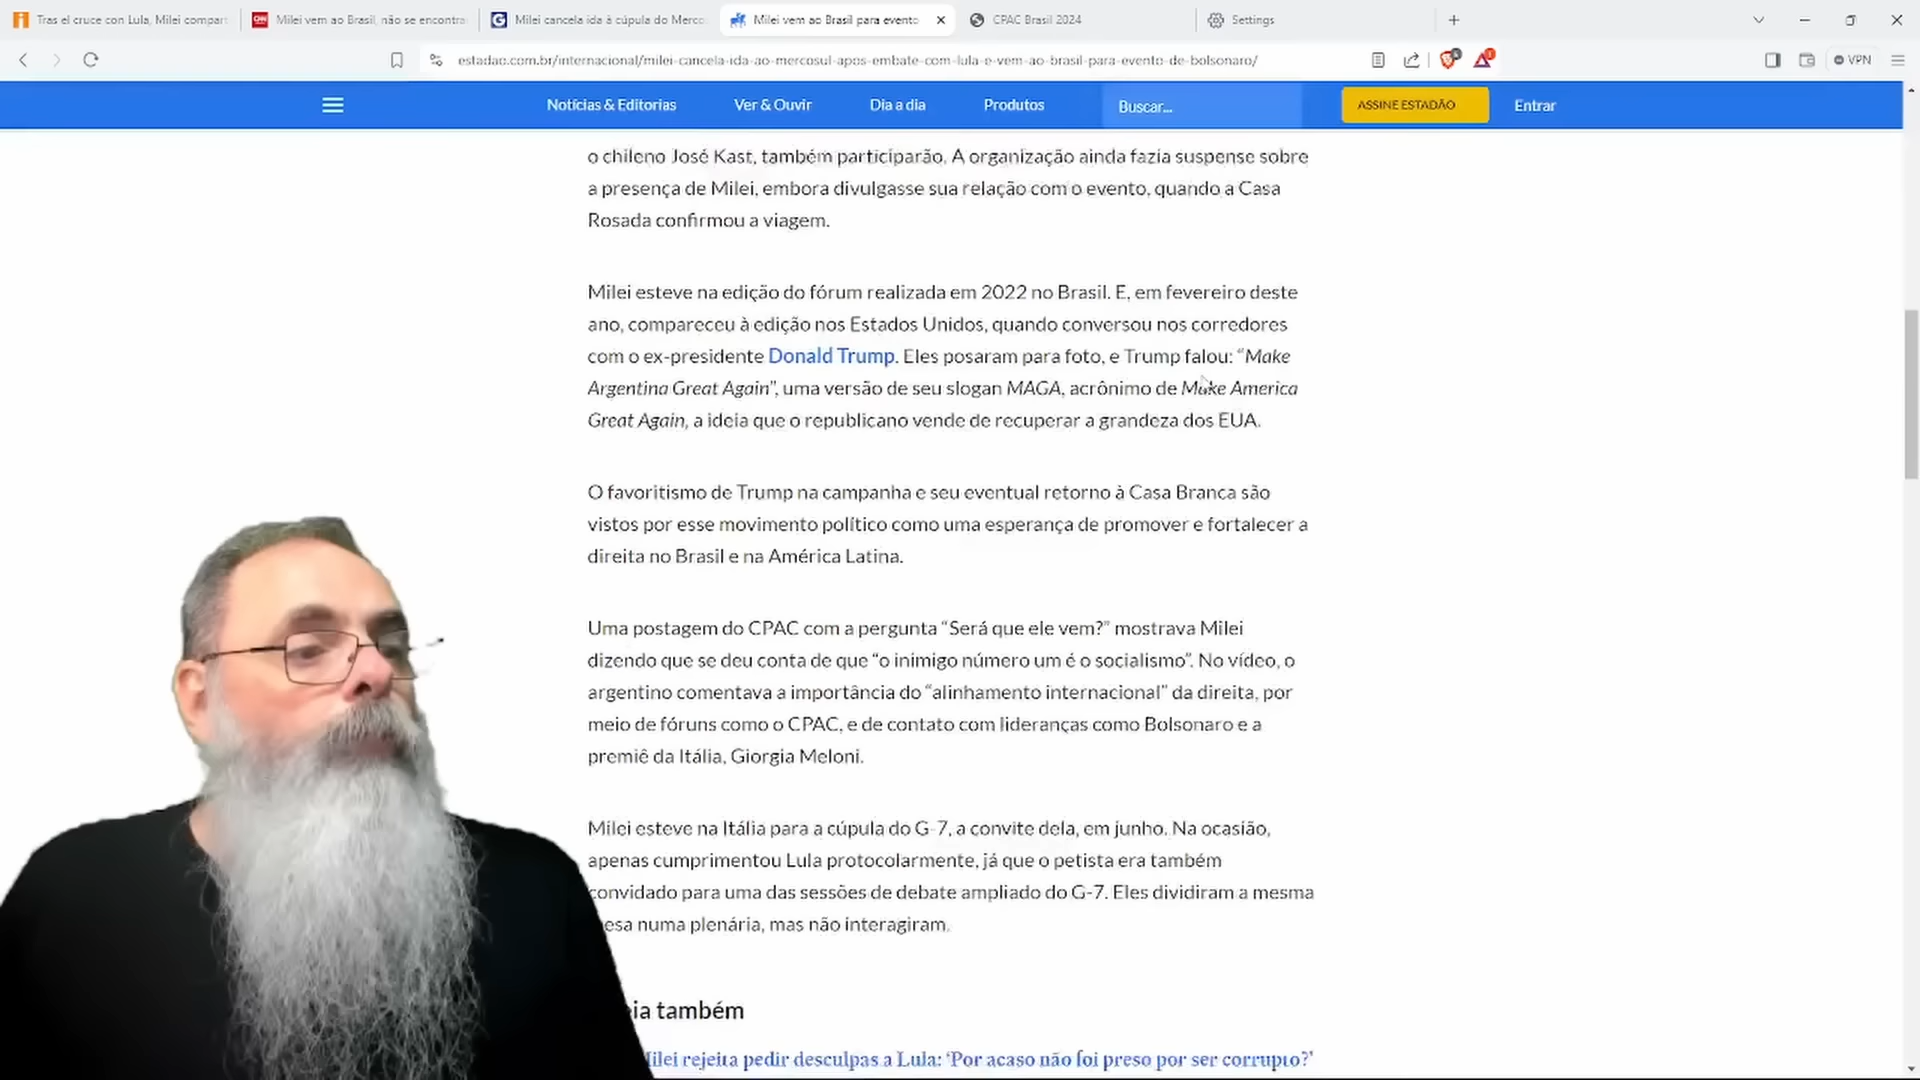 Tras el cruce con Lula, Milei compart
Milei vem ao Brasil, não se encontra
Milei cancela ida à cúpula do Merco
Milei vem ao Brasil para evento
CPAC Brasil 2024
Settings
estadao.com.br/internacional/milei-cancela-ida-ao-mercosul-apos-embate-com-lula-e-vem-ao-brasil-para-evento-de-bolsonaro/
VPN
Notícias & Editorias
Ver & Ouvir
Dia a dia
Produtos
Buscar...
ASSINE ESTADÃO
Entrar
o chileno José Kast, também participarão. A organização ainda fazia suspense sobre
a presença de Milei, embora divulgasse sua relação com o evento, quando a Casa
Rosada confirmou a viagem.
Milei esteve na edição do fórum realizada em 2022 no Brasil. E, em fevereiro deste
ano, compareceu à edição nos Estados Unidos, quando conversou nos corredores
com o ex-presidente Donald Trump. Eles posaram para foto, e Trump falou: “Make
Argentina Great Again”, uma versão de seu slogan MAGA, acrônimo de Make America
Great Again, a ideia que o republicano vende de recuperar a grandeza dos EUA.
O favoritismo de Trump na campanha e seu eventual retorno à Casa Branca são
vistos por esse movimento político como uma esperança de promover e fortalecer a
direita no Brasil e na América Latina.
Uma postagem do CPAC com a pergunta “Será que ele vem?” mostrava Milei
dizendo que se deu conta de que “o inimigo número um é o socialismo”. No vídeo, o
argentino comentava a importância do “alinhamento internacional” da direita, por
meio de fóruns como o CPAC, e de contato com lideranças como Bolsonaro e a
premiê da Itália, Giorgia Meloni.
Milei esteve na Itália para a cúpula do G-7, a convite dela, em junho. Na ocasião,
apenas cumprimentou Lula protocolarmente, já que o petista era também
convidado para uma das sessões de debate ampliado do G-7. Eles dividiram a mesma
esa numa plenária, mas não interagiram.
ia também
ilei rejeita pedir desculpas a Lula: ‘Por acaso não foi preso por ser corrupto?’